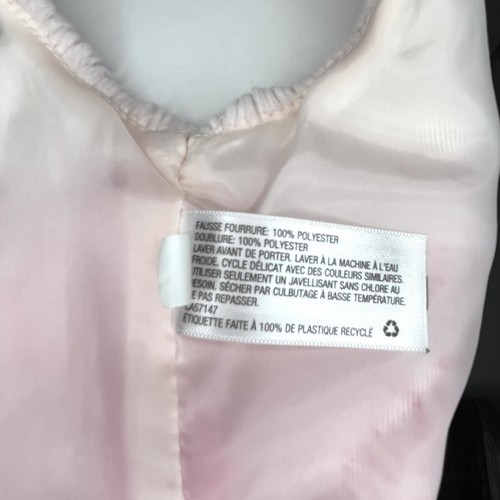 FAUSSE FOURRURE: 100% POLYESTER
DOUBLURE: 100% POLYESTER
LAVER AVANT DE PORTER. LAVER À LA MACHINE À L'EAU
FROIDE. CYCLE DÉLICAT AVEC DES COULEURS SIMILAIRES.
UTILISER SEULEMENT UN JAVELLISANT SANS CHLORE AU
BESOIN. SÉCHER PAR CULBUTAGE À BASSE TEMPÉRATURE.
NE PAS REPASSER.
CA57147
ÉTIQUETTE FAITE À 100% DE PLASTIQUE RECYCLÉ